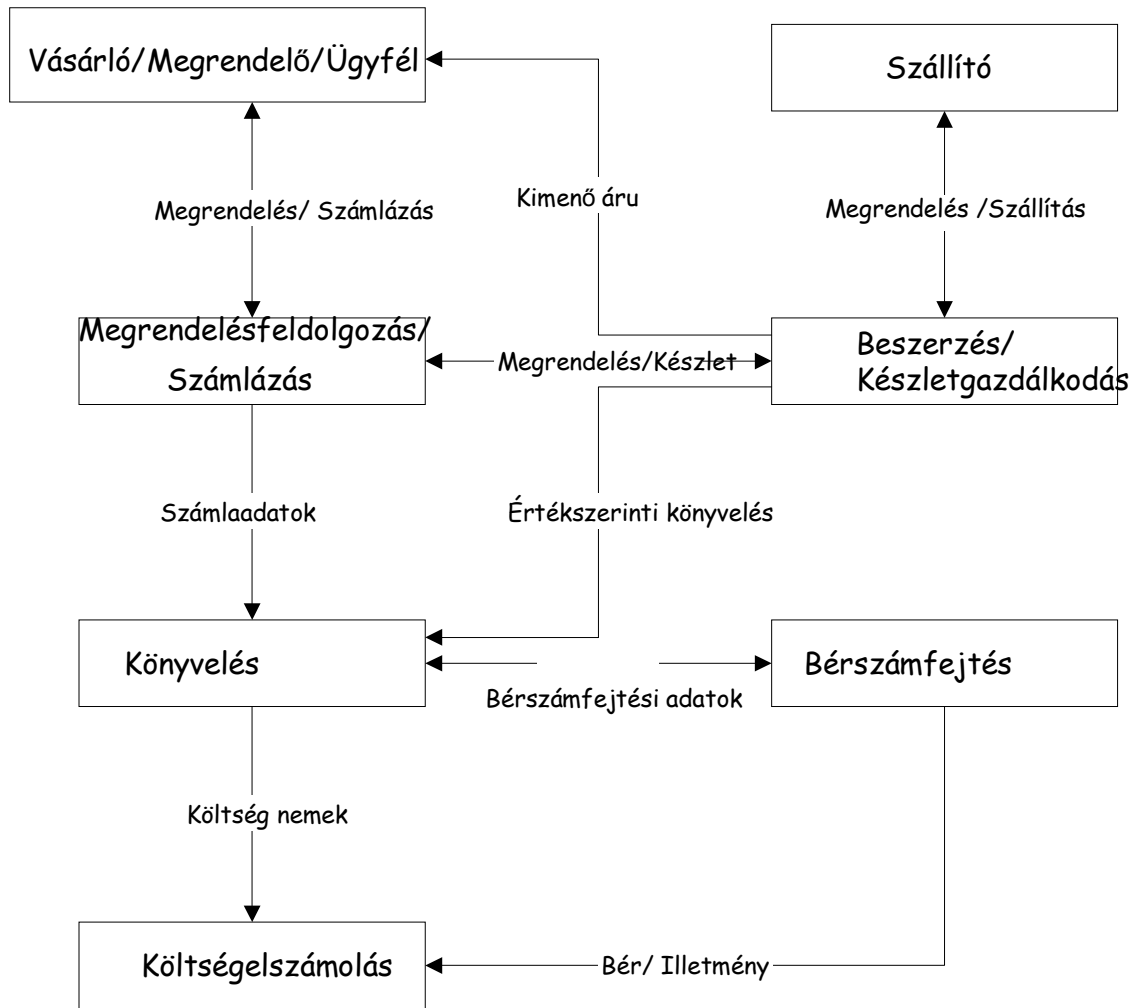 Vásárló/Megrendelő/Ügyfél
Szállító
Kimenő áru
Megrendelés/ Számlázás
Megrendelés /Szállítás
Megrendelésfeldolgozás/
Számlázás
Megrendelés/Készlet
Beszerzés/
Készletgazdálkodás
Számlaadatok
Értékszerinti könyvelés
Könyvelés
Bérszámfejtés
Bérszámfejtési adatok
Költség nemek
Költségelszámolás
Bér/ Illetmény